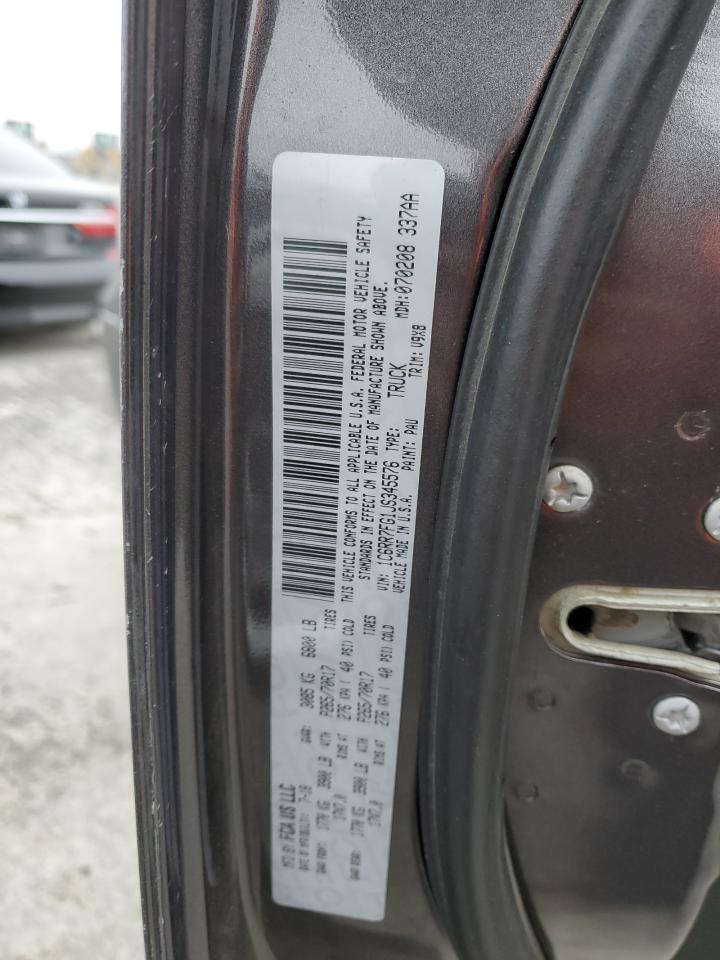 MFD BY: FCA US LLC
DATE OF MFR: 7-18 GVWR: 3085 KG 6800 LB
GAWR FRONT: 1770 KG 3900 LB WITH P265/70R17 TIRES
17X7.0 RIMS AT 276 KPA ( 40 PSI) COLD
GAWR REAR: 1770 KG 3900 LB WITH P265/70R17 TIRES
17X7.0 RIMS AT 276 KPA ( 40 PSI) COLD
THIS VEHICLE CONFORMS TO ALL APPLICABLE U.S.A. FEDERAL MOTOR VEHICLE SAFETY
STANDARDS IN EFFECT ON THE DATE OF MANUFACTURE SHOWN ABOVE.
VIN: 1C6RR7FG1JS345576 TYPE: TRUCK MDH:070208 337AA
VEHICLE MADE IN U.S.A. PAINT: PAU TRIM: V9X8